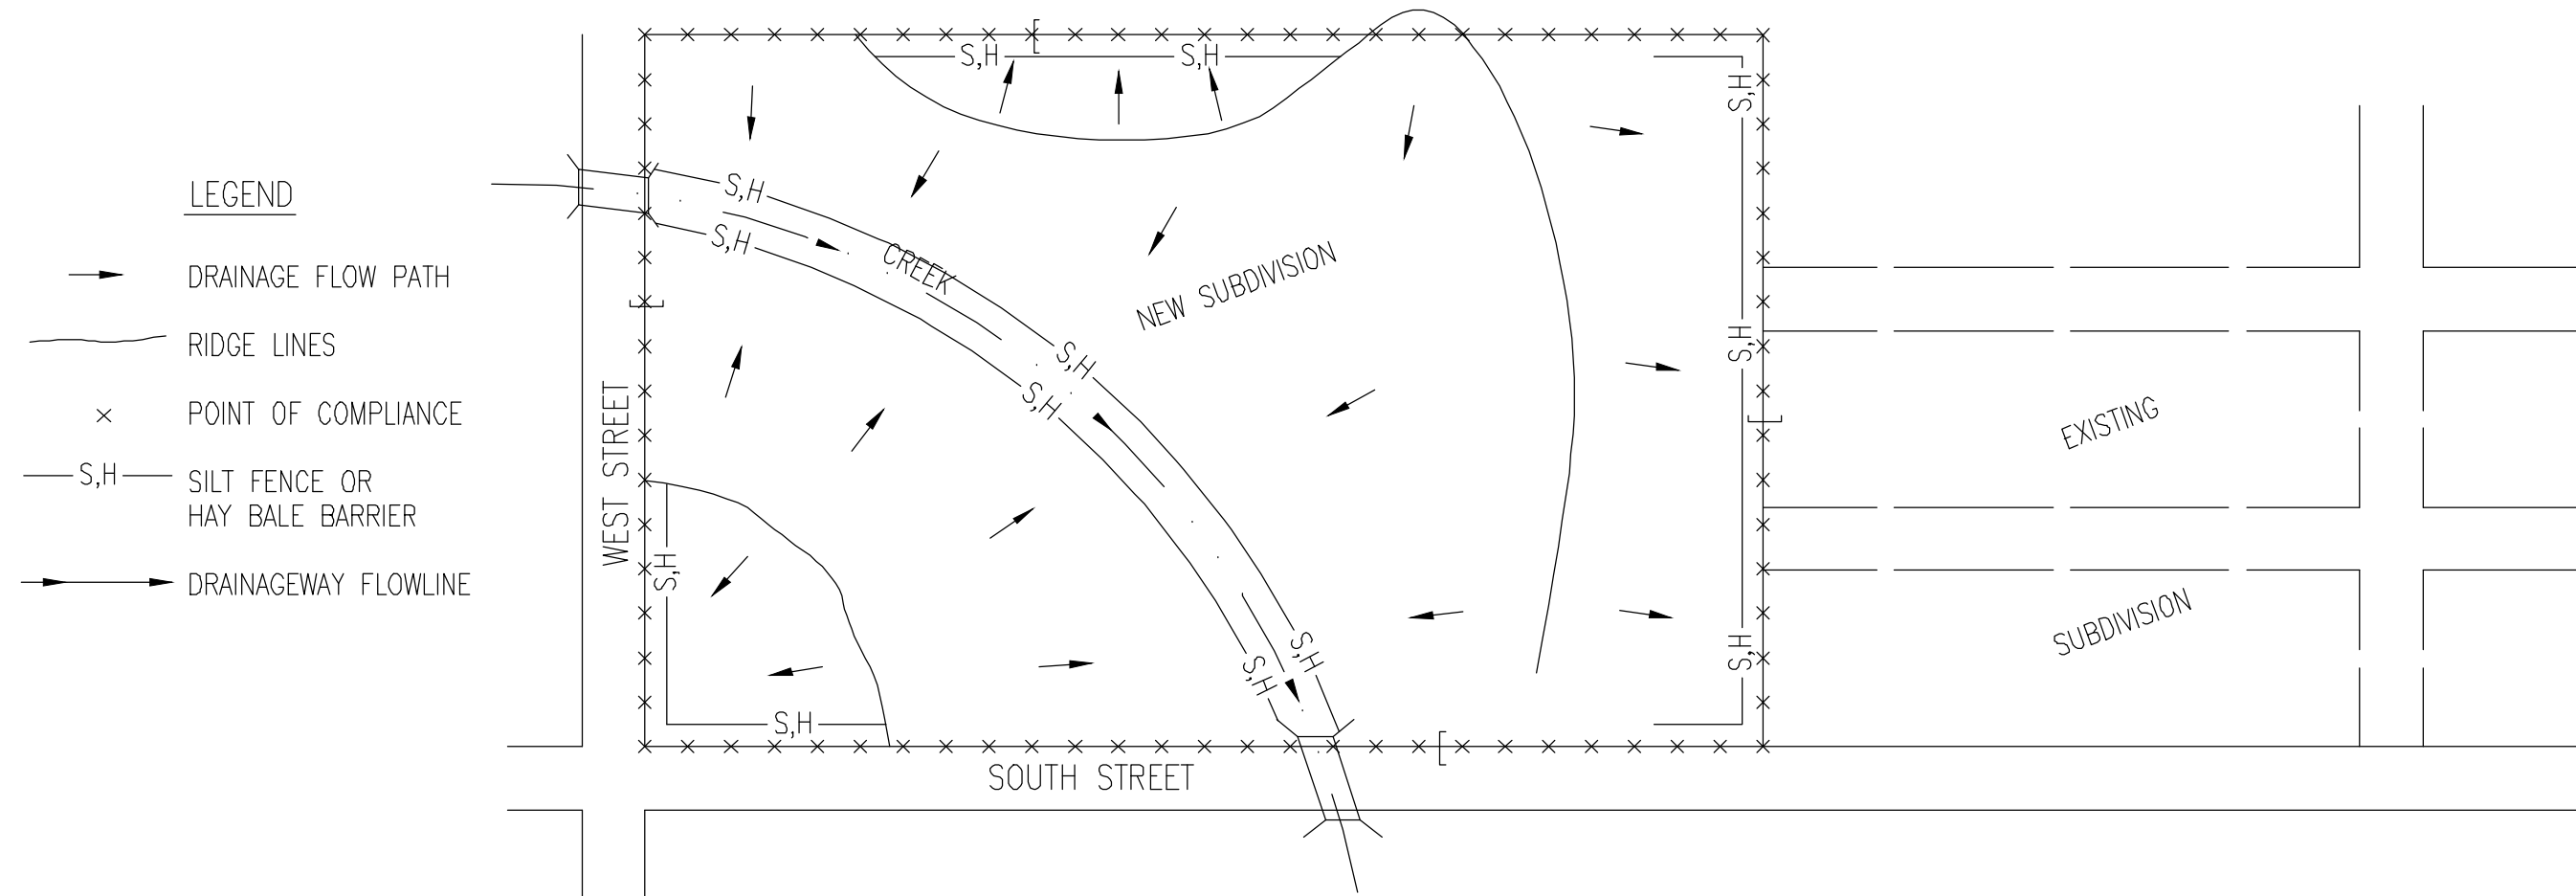 LEGEND
DRAINAGE FLOW PATH
RIDGE LINES
POINT OF COMPLIANCE
S,H
SILT FENCE OR
HAY BALE BARRIER
DRAINAGEWAY FLOWLINE
S,H
S,H
S,H
S,H
S,H
CREEK
NEW SUBDIVISION
S,H
S,H
S,H
WEST STREET
EXISTING
S,H
S,H
S,H
S,H
SUBDIVISION
S,H
SOUTH STREET